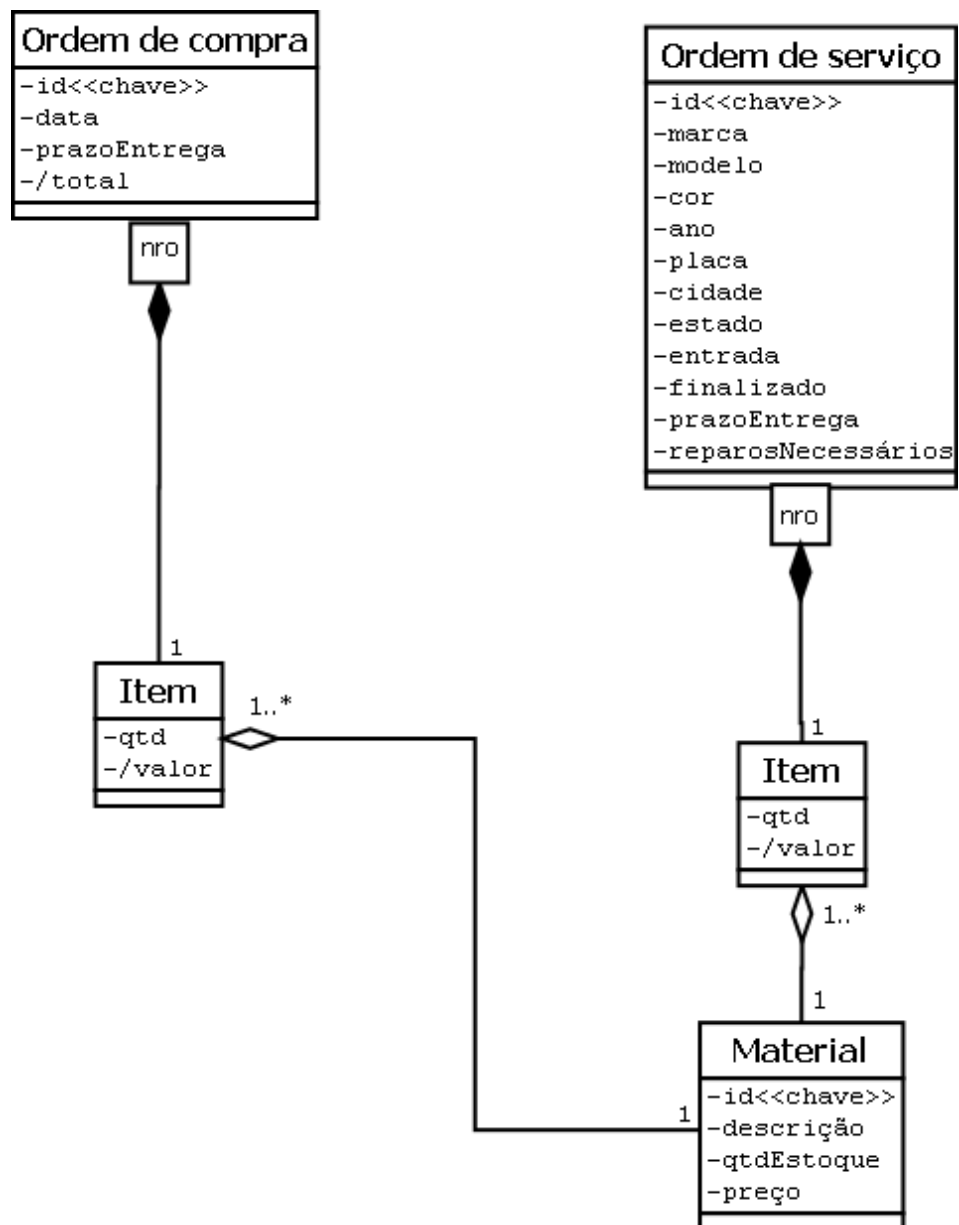 Ordem de compra
-id<<chave>>
-data
-prazoEntrega
-/total
nro
1
Item
-qtd
-/valor
1..*
Ordem de serviço
-id<<chave>>
-marca
-modelo
-cor
-ano
-placa
-cidade
-estado
-entrada
-finalizado
-prazoEntrega
-reparosNecessários
nro
1
Item
-qtd
-/valor
1..*
1
1
Material
-id<<chave>>
-descrição
-qtdEstoque
-preço